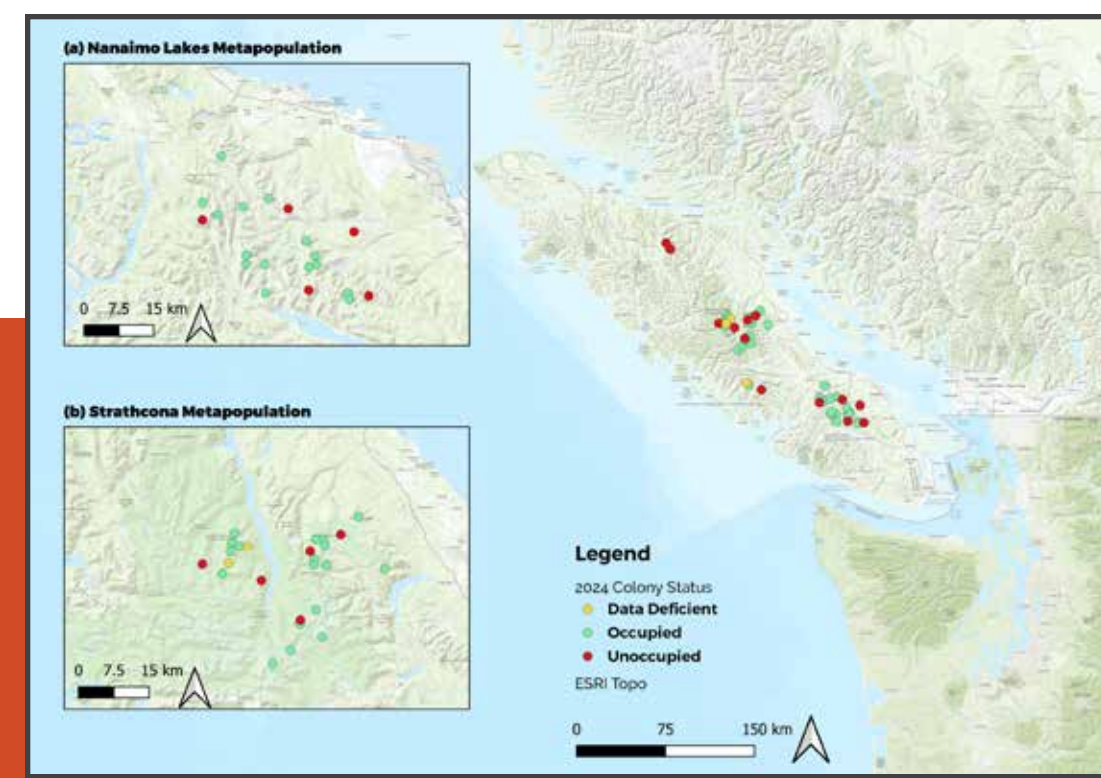 (a) Nanaimo Lakes Metapopulation
0 7.5 15 km
(b) Strathcona Metapopulation
0 7.5 15 km
Legend
2024 Colony Status
Data Deficient
Occupied
Unoccupied
ESRI Topo
0 75 150 km